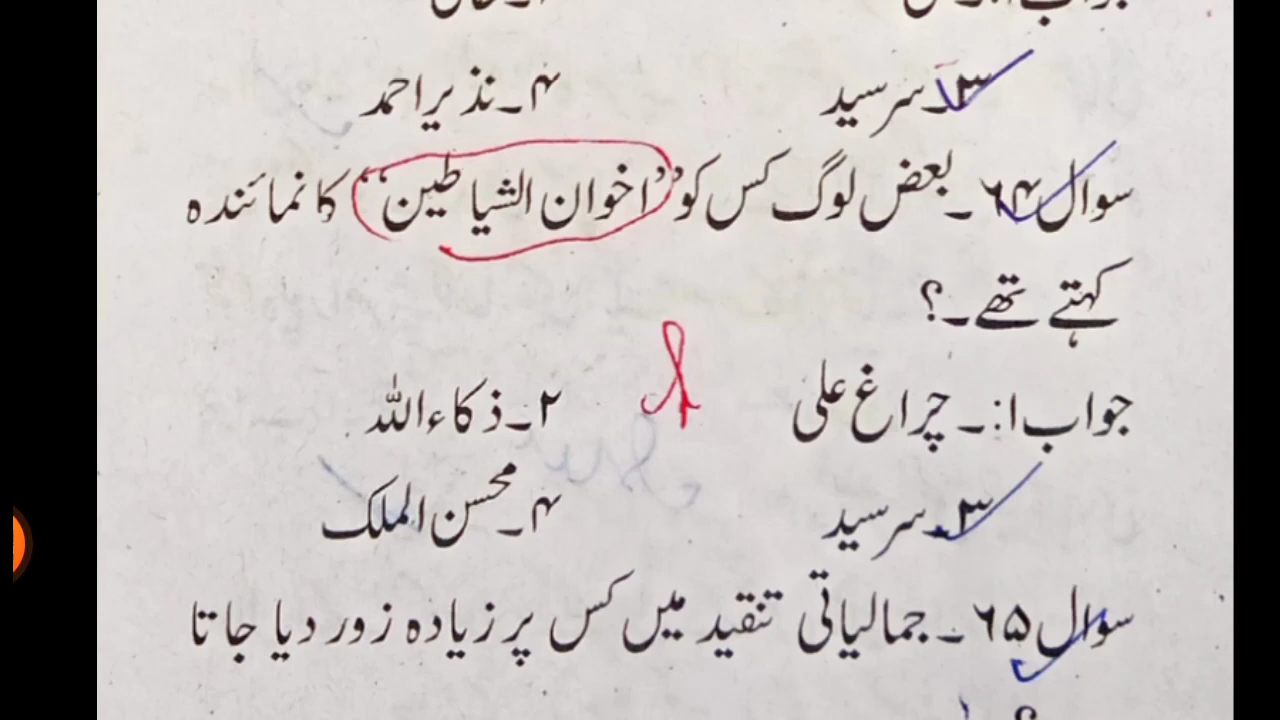 ۳۔ سرسید ۴۔ نذیر احمد
سوال ۶۴۔ بعض لوگ کس کو ”اخوان الشیاطین“ کا نمائندہ
کہتے تھے۔؟
جواب ۱:۔ چراغ علی ۲۔ ذکاء اللہ
۳۔ سرسید ۴۔ محسن الملک
سوال ۶۵۔ جمالیاتی تنقید میں کس پر زیادہ زور دیا جاتا